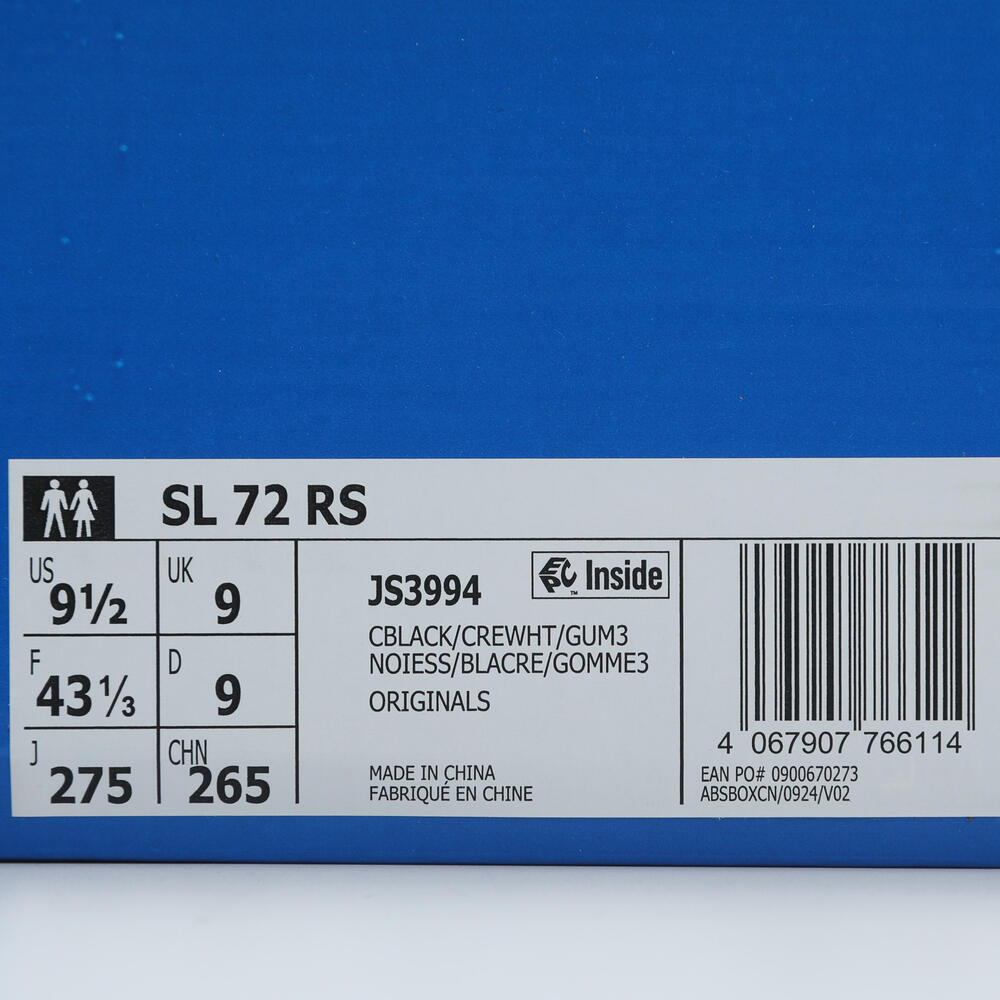 SL 72 RS
US
9½
UK
9
F
43⅓
D
9
J
275
CHN
265
JS3994
EPC Inside
™
CBLACK/CREWHT/GUM3
NOIESS/BLACRE/GOMME3
ORIGINALS
MADE IN CHINA
FABRIQUÉ EN CHINE
4 067907 766114
EAN PO# 0900670273
ABSBOXCN/0924/V02